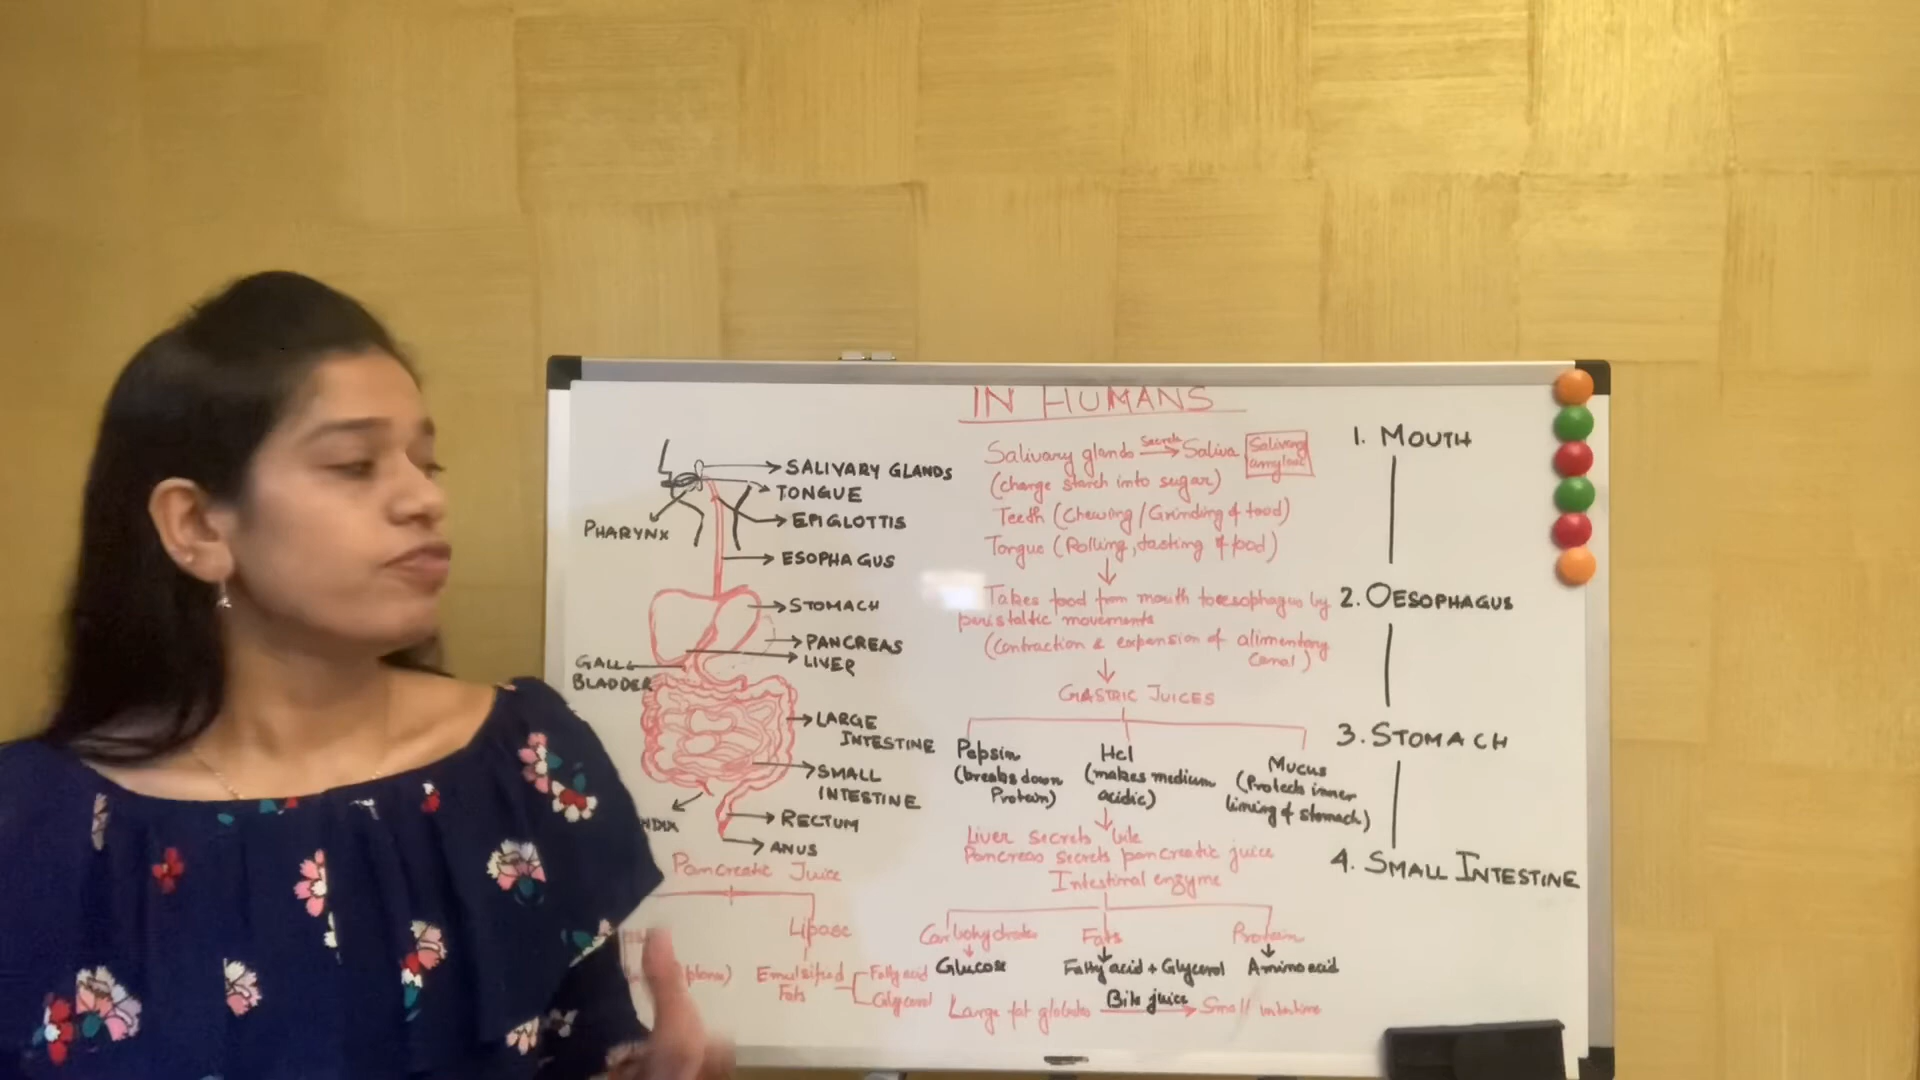 IN HUMANS
SALIVARY GLANDS
TONGUE
EPIGLOTTIS
PHARYNX
ESOPHAGUS
STOMACH
PANCREAS
LIVER
GALL
BLADDER
LARGE
INTESTINE
SMALL
INTESTINE
RECTUM
ANUS
Pancreatic Juice
Lipase
Emulsified
Fats
Fatty acid
Glycerol
Salivary glands Secrets Saliva
Salivary
amylase
(change starch into sugar)
Teeth (Chewing/Grinding of food)
Tongue (Rolling, tasting of food)
Takes food from mouth to oesophagus by
peristaltic movements
(Contraction & expansion of alimentary
Canal)
GASTRIC JUICES
Pepsin
(breaks down
Protein)
Hcl
(makes medium
acidic)
Mucus
(Protects inner
lining of stomach)
Liver secrets bile
Pancreas secrets pancreatic juice
Intestinal enzyme
Carbohydrates
Glucose
Fats
Fatty acid + Glycerol
Protein
Amino acid
Large fat globules Bile juice Small intestine
1. MOUTH
2. OESOPHAGUS
3. STOMACH
4. SMALL INTESTINE